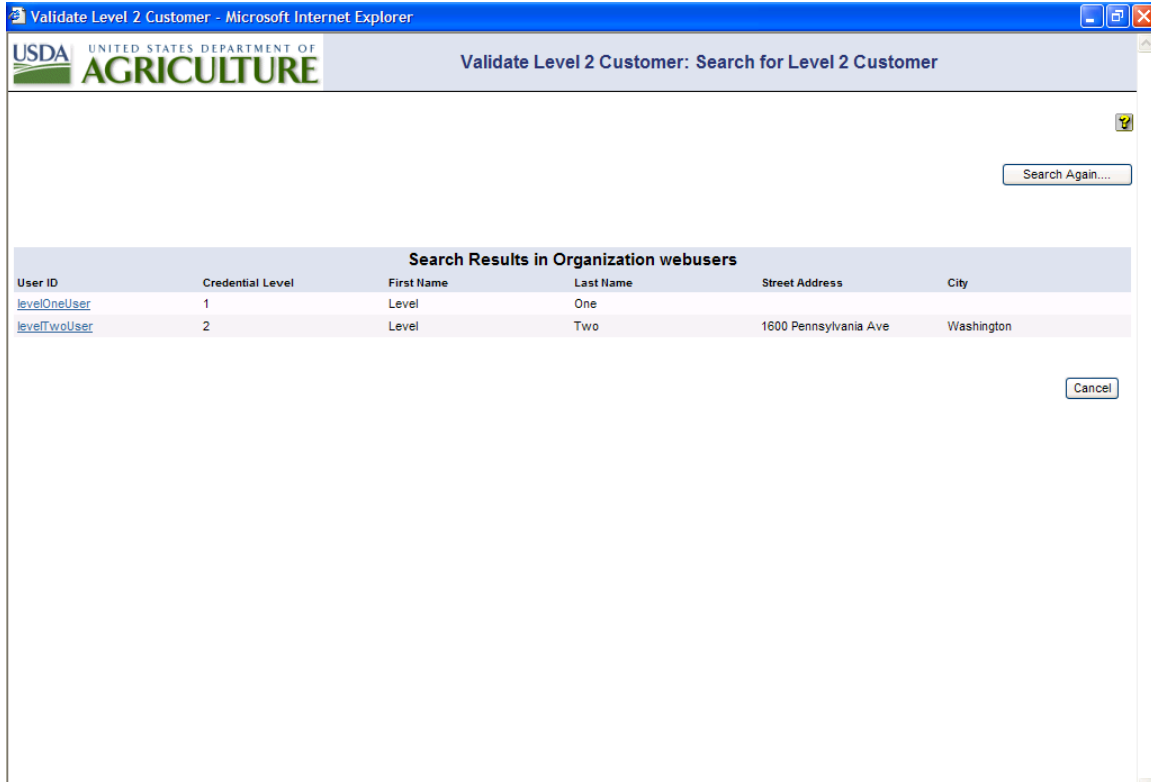 Validate Level 2 Customer - Microsoft Internet Explorer
USDA UNITED STATES DEPARTMENT OF
AGRICULTURE
Validate Level 2 Customer: Search for Level 2 Customer
?
Search Again....
Search Results in Organization webusers
User ID Credential Level First Name Last Name Street Address City
levelOneUser 1 Level One
levelTwoUser 2 Level Two 1600 Pennsylvania Ave Washington
Cancel